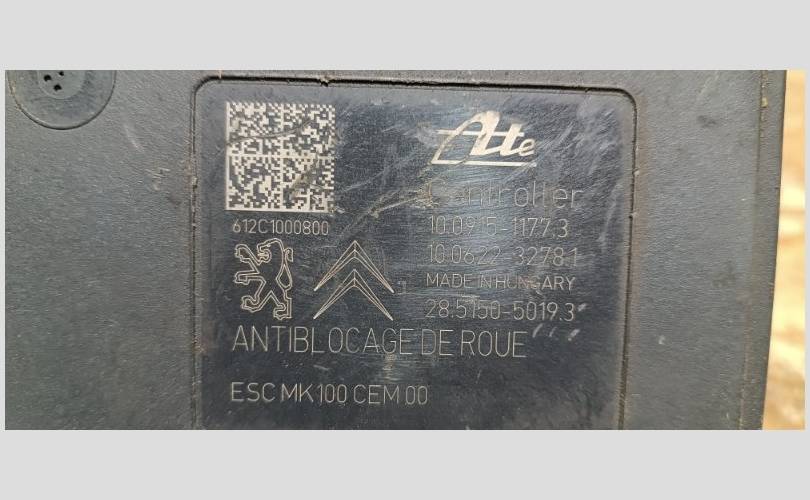 Ate
Controller
612C1000800
10.0915-1177.3
10.0622-3278.1
MADE IN HUNGARY
1
28.5150-5019.3
ANTIBLOCAGE DE ROUE
ESC MK100 CEM 00